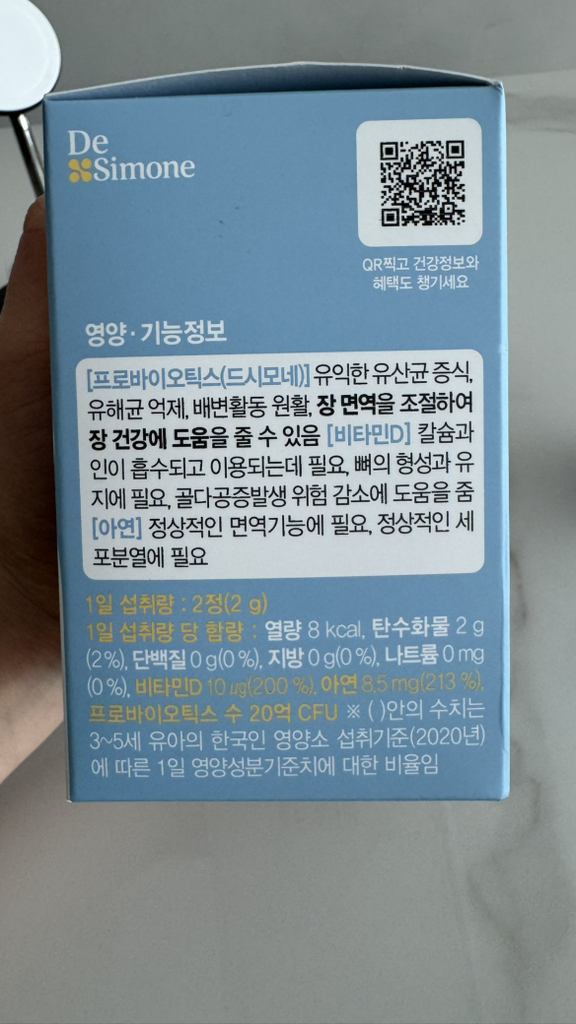 De
Simone
QR찍고 건강정보와
혜택도 챙기세요
영양·기능정보
[프로바이오틱스(드시모네)] 유익한 유산균 증식,
유해균 억제, 배변활동 원활, 장 면역을 조절하여
장 건강에 도움을 줄 수 있음 [비타민D] 칼슘과
인이 흡수되고 이용되는데 필요, 뼈의 형성과 유
지에 필요, 골다공증발생 위험 감소에 도움을 줌
[아연] 정상적인 면역기능에 필요, 정상적인 세
포분열에 필요
1일 섭취량 : 2정(2 g)
1일 섭취량 당 함량 : 열량 8 kcal, 탄수화물 2 g
(2%), 단백질 0 g(0 %), 지방 0 g(0 %), 나트륨 0 mg
(0 %), 비타민D 10 ㎍(200 %), 아연 8.5 mg(213 %),
프로바이오틱스 수 20억 CFU ※ ( )안의 수치는
3~5세 유아의 한국인 영양소 섭취기준(2020년)
에 따른 1일 영양성분기준치에 대한 비율임